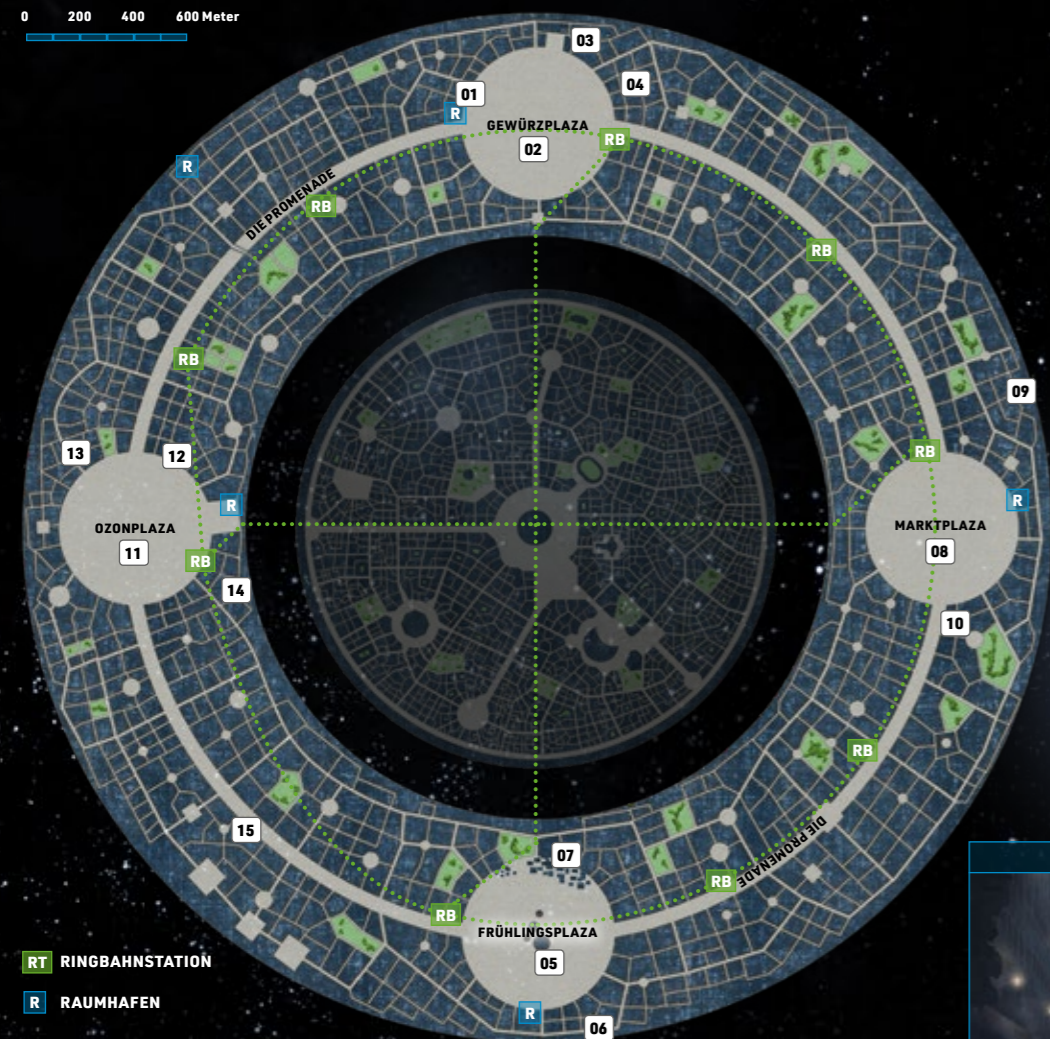 0 200 400 600 Meter
03
04
01
R
GEWÜRZPLAZA
RB
02
R
DIE PROMENADE
RB
RB
RB
09
RB
13
12
R
R
OZONPLAZA
MARKTPLAZA
11
08
RB
14
10
RB
15
DIE PROMENADE
07
RB
RB
FRÜHLINGSPLAZA
05
R
06
RT RINGBAHNSTATION
R RAUMHAFEN